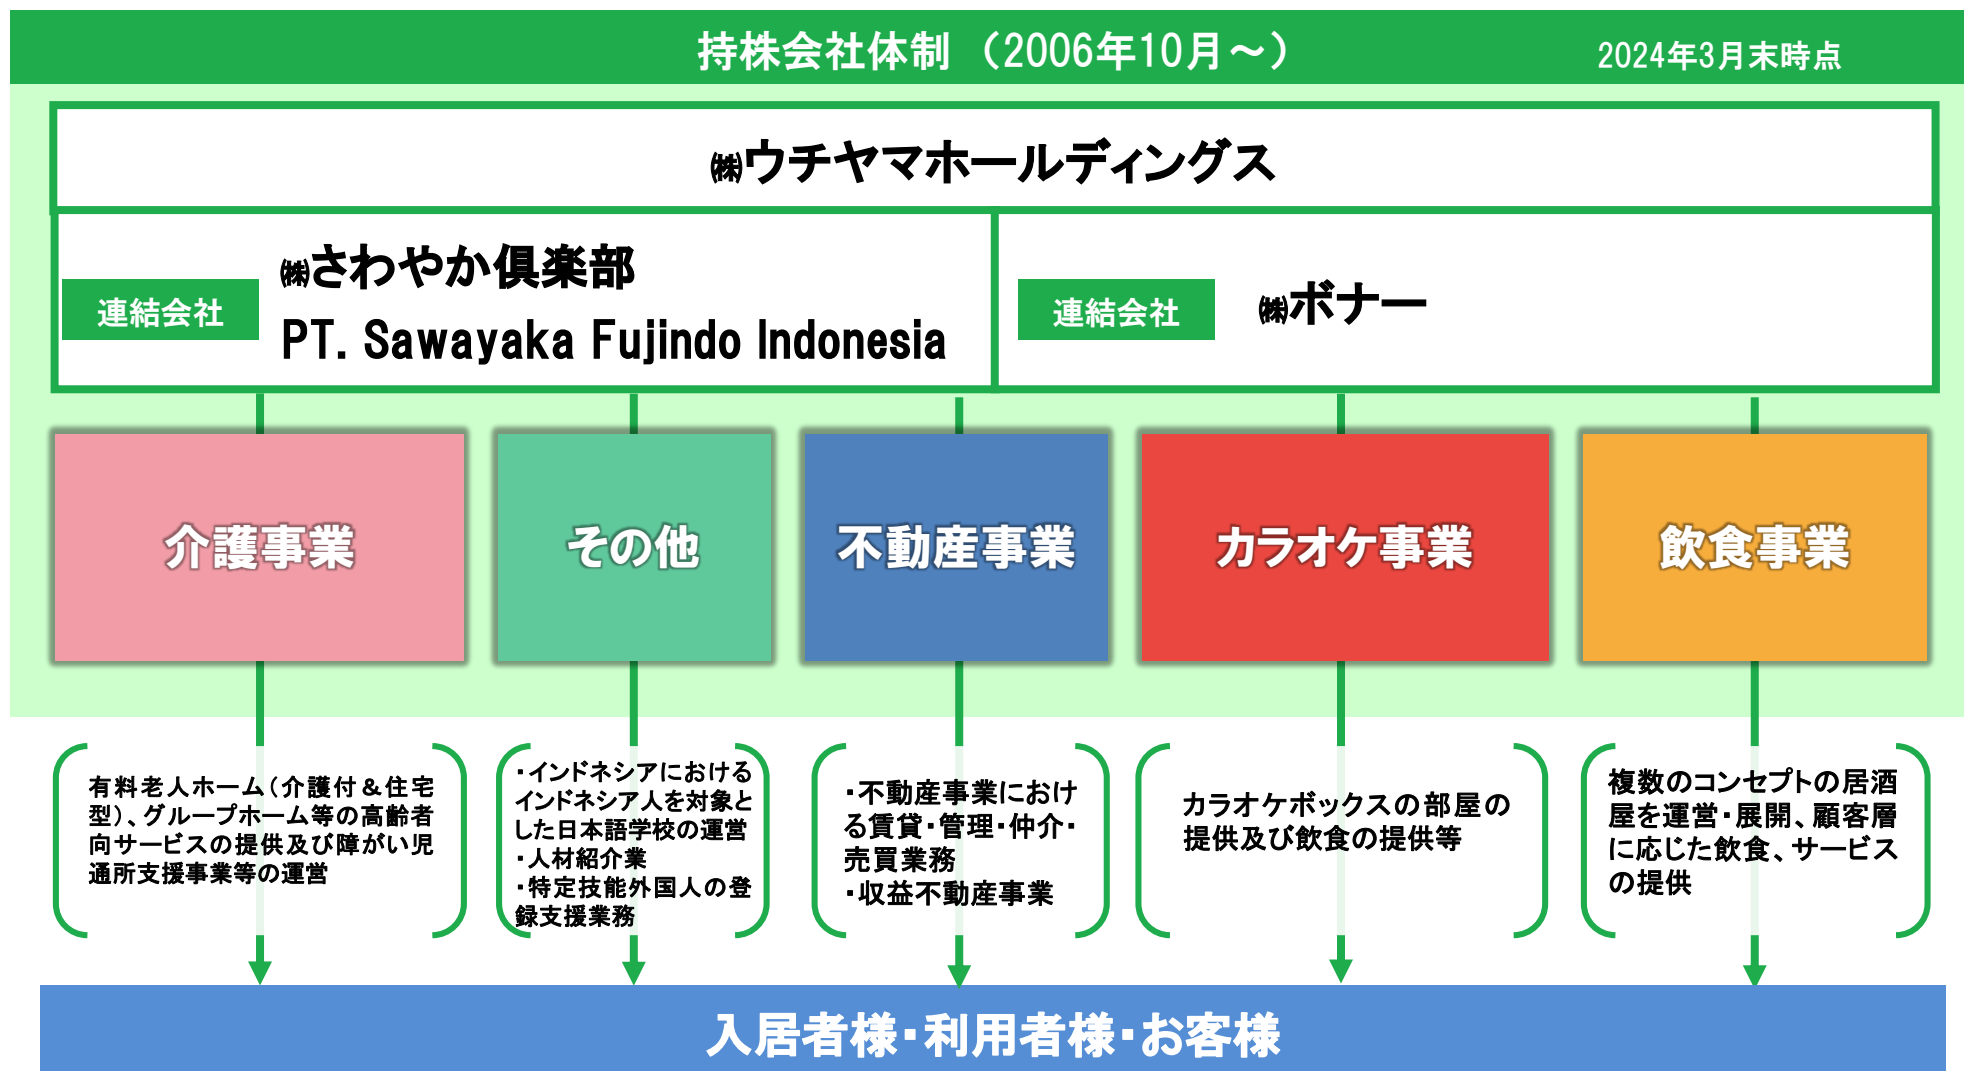 持株会社体制 （2006年10月～）
2024年3月末時点
㈱ウチヤマホールディングス
連結会社
㈱さわやか倶楽部
PT. Sawayaka Fujindo Indonesia
連結会社
㈱ボナー
介護事業
その他
不動産事業
カラオケ事業
飲食事業
有料老人ホーム（介護付＆住宅
型）、グループホーム等の高齢者
向サービスの提供及び障がい児
通所支援事業等の運営
・インドネシアにおける
インドネシア人を対象と
した日本語学校の運営
・人材紹介業
・特定技能外国人の登
録支援業務
・不動産事業におけ
る賃貸・管理・仲介・
売買業務
・収益不動産事業
カラオケボックスの部屋の
提供及び飲食の提供等
複数のコンセプトの居酒
屋を運営・展開、顧客層
に応じた飲食、サービス
の提供
入居者様・利用者様・お客様